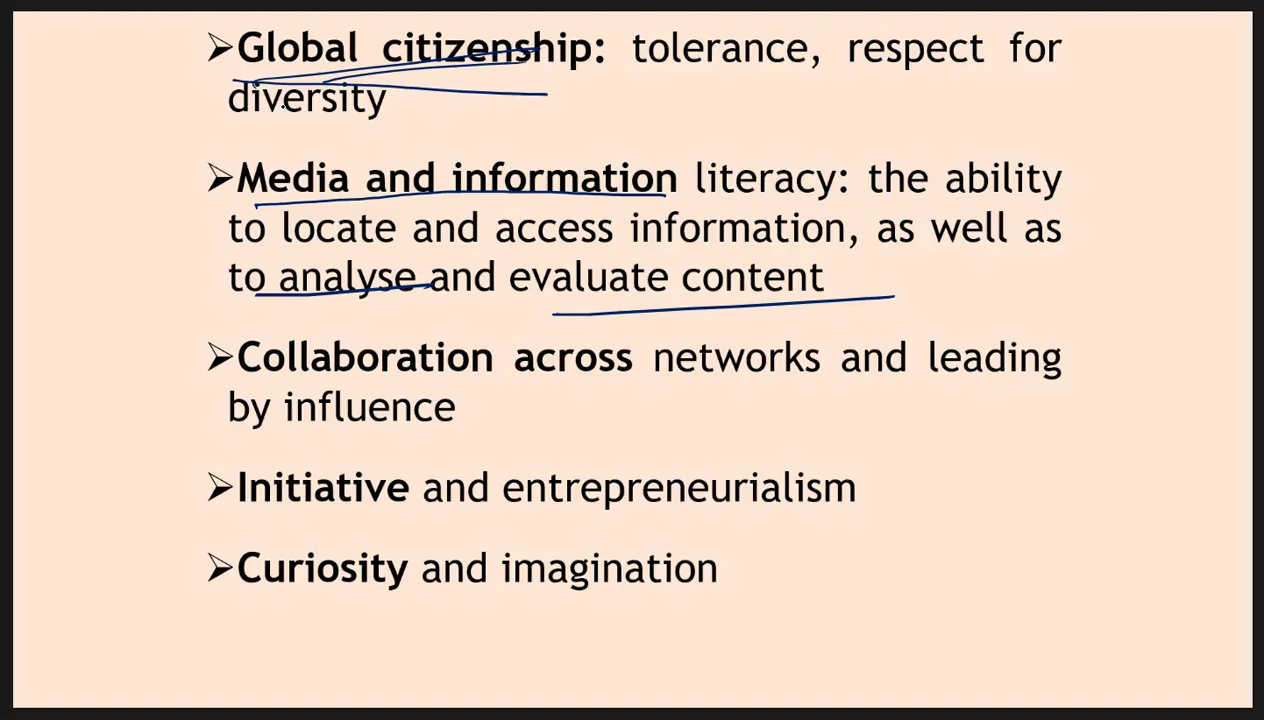 ➢Global citizenship: tolerance, respect for
diversity
➢Media and information literacy: the ability
to locate and access information, as well as
to analyse and evaluate content
➢Collaboration across networks and leading
by influence
➢Initiative and entrepreneurialism
➢Curiosity and imagination